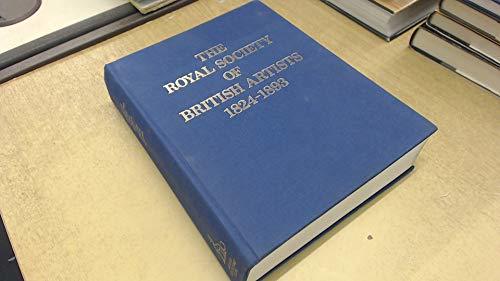 THE
ROYAL SOCIETY
OF
BRITISH ARTISTS
1824-1893